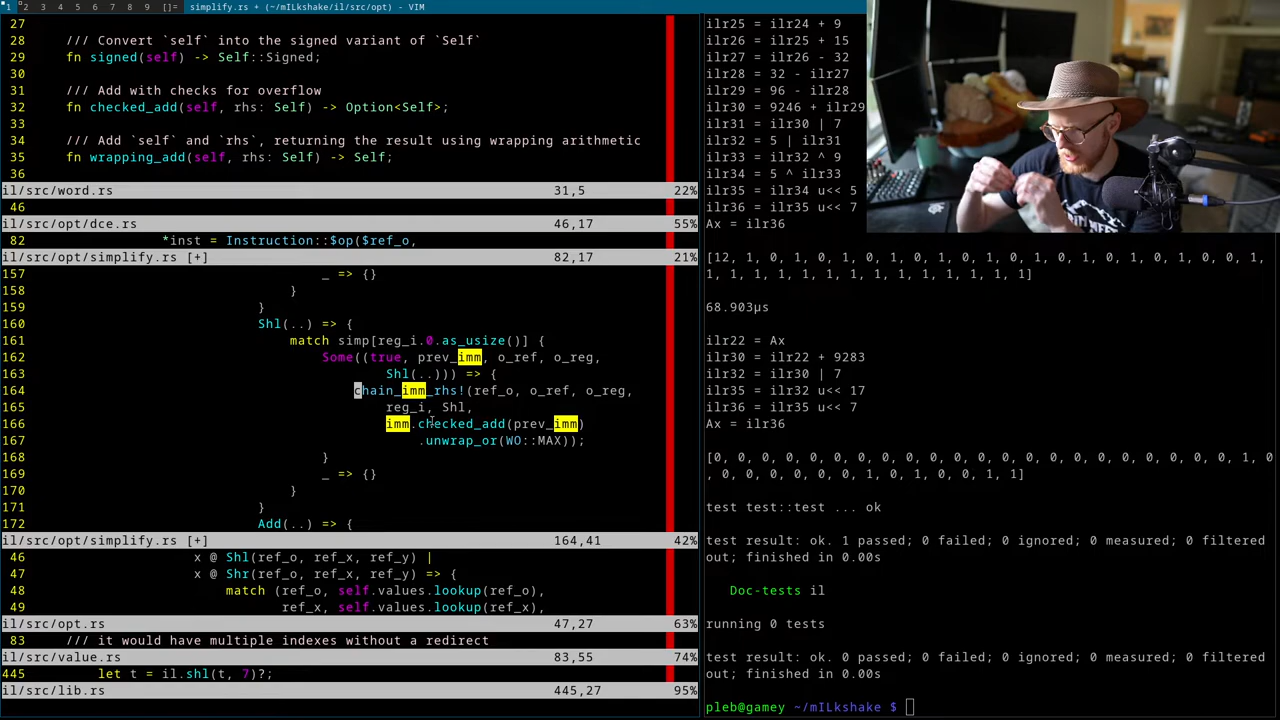 1 2 3 4 5 6 7 8 9 []= simplify.rs + (~/mILkshake/il/src/opt) - VIM
27
28 /// Convert `self` into the signed variant of `Self`
29 fn signed(self) -> Self::Signed;
30
31 /// Add with checks for overflow
32 fn checked_add(self, rhs: Self) -> Option<Self>;
33
34 /// Add `self` and `rhs`, returning the result using wrapping arithmetic
35 fn wrapping_add(self, rhs: Self) -> Self;
36
il/src/word.rs 31,5 22%
46
il/src/opt/dce.rs 46,17 55%
82 *inst = Instruction::$op($ref_o,
il/src/opt/simplify.rs [+] 82,17 21%
157 _ => {}
158 }
159 }
160 Shl(..) => {
161 match simp[reg_i.0.as_usize()] {
162 Some((true, prev_imm, o_ref, o_reg,
163 Shl(..))) => {
164 chain_imm_rhs!(ref_o, o_ref, o_reg,
165 reg_i, Shl,
166 imm.checked_add(prev_imm)
167 .unwrap_or(WO::MAX));
168 }
169 _ => {}
170 }
171 }
172 Add(..) => {
il/src/opt/simplify.rs [+] 164,41 42%
46 x @ Shl(ref_o, ref_x, ref_y) |
47 x @ Shr(ref_o, ref_x, ref_y) => {
48 match (ref_o, self.values.lookup(ref_o),
49 ref_x, self.values.lookup(ref_x),
il/src/opt.rs 47,27 63%
83 /// it would have multiple indexes without a redirect
il/src/value.rs 83,55 74%
445 let t = il.shl(t, 7)?;
il/src/lib.rs 445,27 95%
ilr25 = ilr24 + 9
ilr26 = ilr25 + 15
ilr27 = ilr26 - 32
ilr28 = 32 - ilr27
ilr29 = 96 - ilr28
ilr30 = 9246 + ilr29
ilr31 = ilr30 | 7
ilr32 = 5 | ilr31
ilr33 = ilr32 ^ 9
ilr34 = 5 ^ ilr33
ilr35 = ilr34 u<< 5
ilr36 = ilr35 u<< 7
Ax = ilr36
[12, 1, 0, 1, 0, 1, 0, 1, 0, 1, 0, 1, 0, 1, 0, 1, 0, 1, 0, 0, 1,
1, 1, 1, 1, 1, 1, 1, 1, 1, 1, 1, 1, 1]
68.903µs
ilr22 = Ax
ilr30 = ilr22 + 9283
ilr32 = ilr30 | 7
ilr35 = ilr32 u<< 17
ilr36 = ilr35 u<< 7
Ax = ilr36
[0, 0, 0, 0, 0, 0, 0, 0, 0, 0, 0, 0, 0, 0, 0, 0, 0, 0, 0, 0, 1, 0
, 0, 0, 0, 0, 0, 0, 1, 0, 1, 0, 0, 1, 1]
test test::test ... ok
test result: ok. 1 passed; 0 failed; 0 ignored; 0 measured; 0 filtered
out; finished in 0.00s
Doc-tests il
running 0 tests
test result: ok. 0 passed; 0 failed; 0 ignored; 0 measured; 0 filtered
out; finished in 0.00s
pleb@gamey ~/mILkshake $